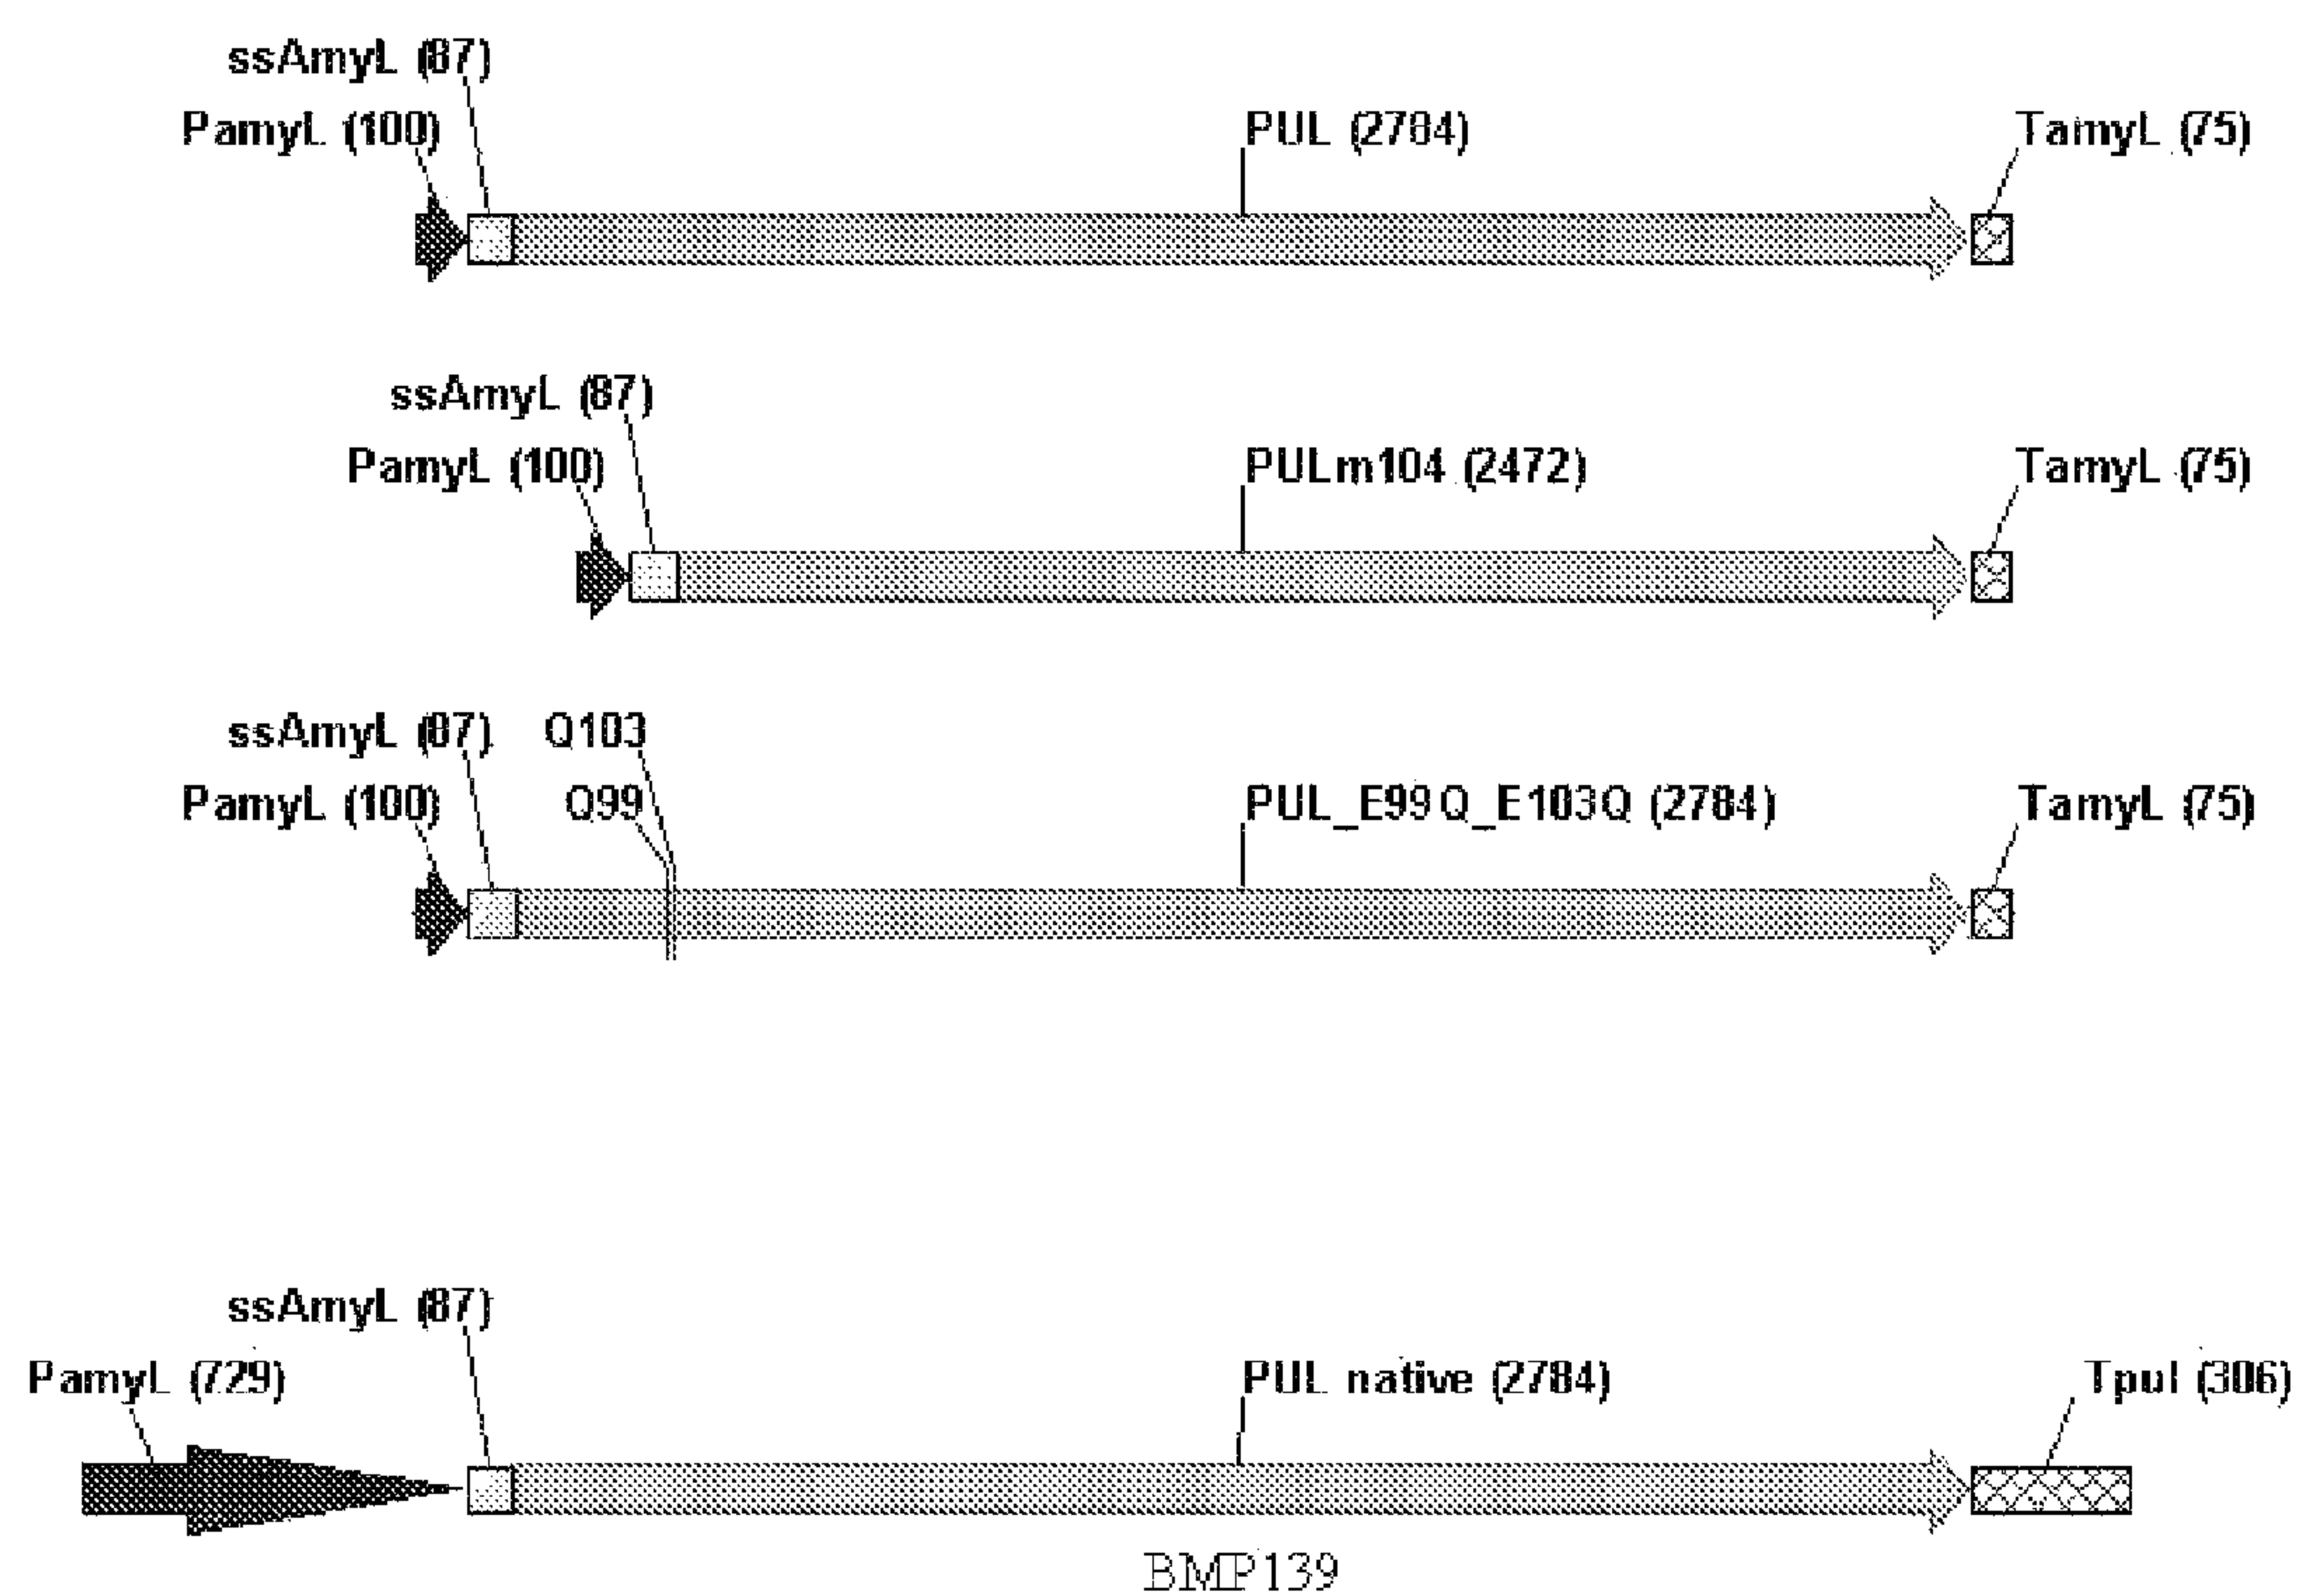 ssAmyL (87)
PamyL (100) PUL (2784) TamyL (75)
ssAmyL (87)
PamyL (100) PULm104 (2472) TamyL (75)
ssAmyL (87) Q103
PamyL (100) Q99 PUL_E99Q_E103Q (2784) TamyL (75)
ssAmyL (87)
PamyL (729) PUL native (2784) Tpul (306)
BMP139